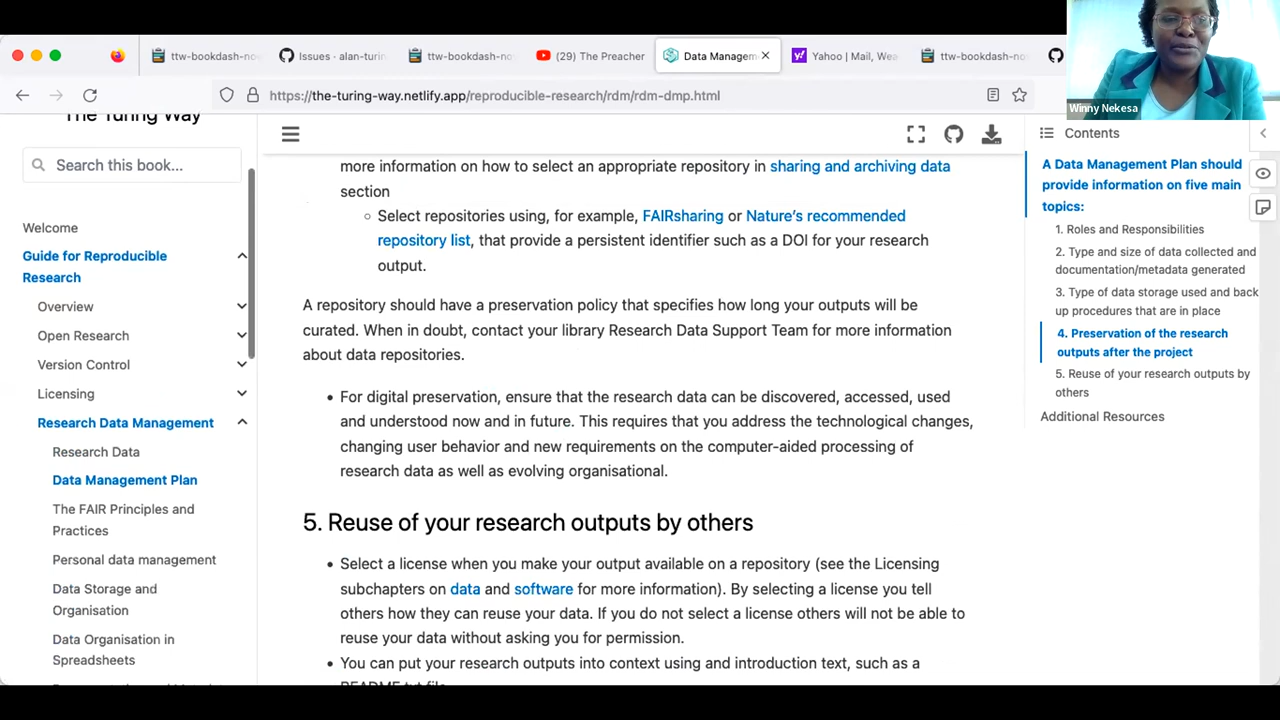 ttw-bookdash-no
Issues · alan-turin
ttw-bookdash-no
(29) The Preacher
Data Managem
Yahoo | Mail, Wea
ttw-bookdash-no
Winny Nekesa
https://the-turing-way.netlify.app/reproducible-research/rdm/rdm-dmp.html
The Turing Way
Search this book...
Welcome
Guide for Reproducible
Research
Overview
Open Research
Version Control
Licensing
Research Data Management
Research Data
Data Management Plan
The FAIR Principles and
Practices
Personal data management
Data Storage and
Organisation
Data Organisation in
Spreadsheets
more information on how to select an appropriate repository in sharing and archiving data
section
Select repositories using, for example, FAIRsharing or Nature's recommended
repository list, that provide a persistent identifier such as a DOI for your research
output.
A repository should have a preservation policy that specifies how long your outputs will be
curated. When in doubt, contact your library Research Data Support Team for more information
about data repositories.
For digital preservation, ensure that the research data can be discovered, accessed, used
and understood now and in future. This requires that you address the technological changes,
changing user behavior and new requirements on the computer-aided processing of
research data as well as evolving organisational.
5. Reuse of your research outputs by others
Select a license when you make your output available on a repository (see the Licensing
subchapters on data and software for more information). By selecting a license you tell
others how they can reuse your data. If you do not select a license others will not be able to
reuse your data without asking you for permission.
You can put your research outputs into context using and introduction text, such as a
README.txt file
Contents
A Data Management Plan should
provide information on five main
topics:
1. Roles and Responsibilities
2. Type and size of data collected and
documentation/metadata generated
3. Type of data storage used and back
up procedures that are in place
4. Preservation of the research
outputs after the project
5. Reuse of your research outputs by
others
Additional Resources